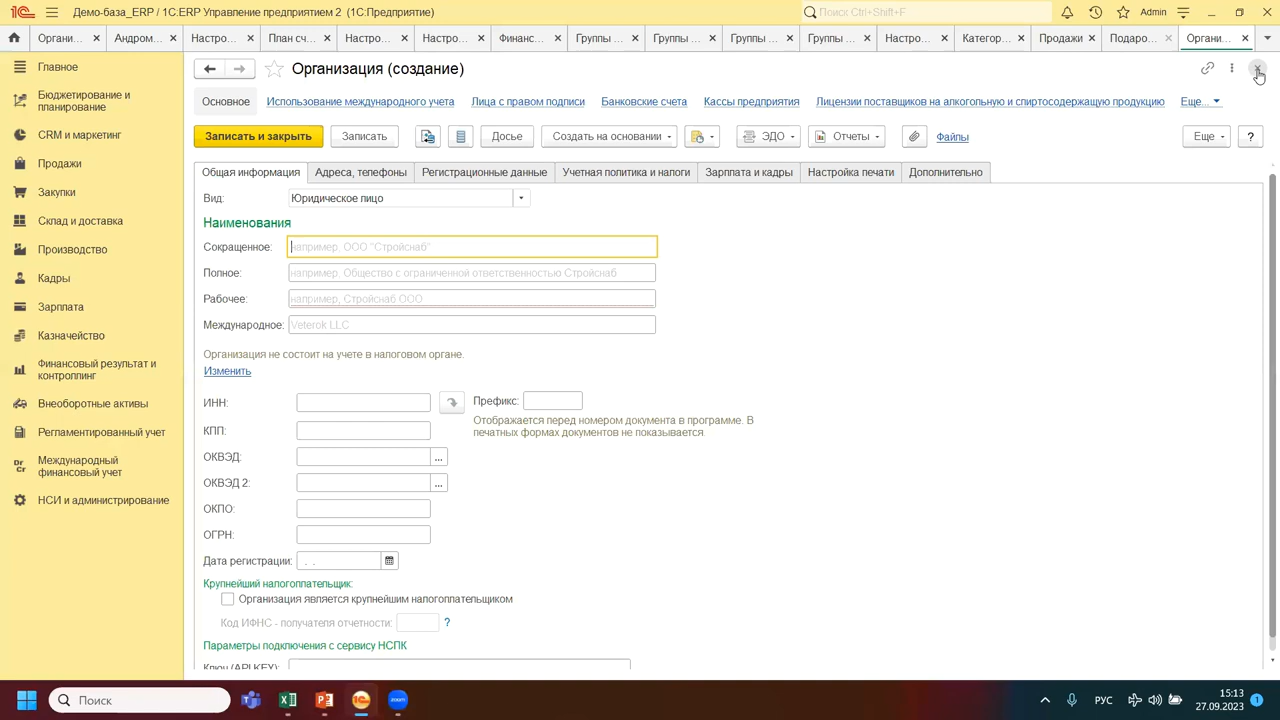 Демо-база_ERP / 1C:ERP Управление предприятием 2 (1С:Предприятие)
Поиск Ctrl+Shift+F
Admin
Органи...
Андром...
Настро...
План сч...
Настро...
Настро...
Финанс...
Группы ...
Группы ...
Группы ...
Группы ...
Настро...
Категор...
Продажи
Подаро...
Органи...
Главное
Бюджетирование и
планирование
CRM и маркетинг
Продажи
Закупки
Склад и доставка
Производство
Кадры
Зарплата
Казначейство
Финансовый результат и
контроллинг
Внеоборотные активы
Регламентированный учет
Международный
финансовый учет
НСИ и администрирование
Организация (создание)
Основное
Использование международного учета
Лица с правом подписи
Банковские счета
Кассы предприятия
Лицензии поставщиков на алкогольную и спиртосодержащую продукцию
Еще...
Записать и закрыть
Записать
Досье
Создать на основании
ЭДО
Отчеты
Файлы
Еще
?
Общая информация
Адреса, телефоны
Регистрационные данные
Учетная политика и налоги
Зарплата и кадры
Настройка печати
Дополнительно
Вид: Юридическое лицо
Наименования
Сокращенное: например, ООО "Стройснаб"
Полное: например, Общество с ограниченной ответственностью Стройснаб
Рабочее: например, Стройснаб ООО
Международное: Veterok LLC
Организация не состоит на учете в налоговом органе.
Изменить
ИНН:
Префикс:
Отображается перед номером документа в программе. В
печатных формах документов не показывается.
КПП:
ОКВЭД: ...
ОКВЭД 2: ...
ОКПО:
ОГРН:
Дата регистрации: . .
Крупнейший налогоплательщик:
Организация является крупнейшим налогоплательщиком
Код ИФНС - получателя отчетности: ?
Параметры подключения с сервису НСПК
Ключ (API KEY):
Поиск
РУС
15:13
27.09.2023
1